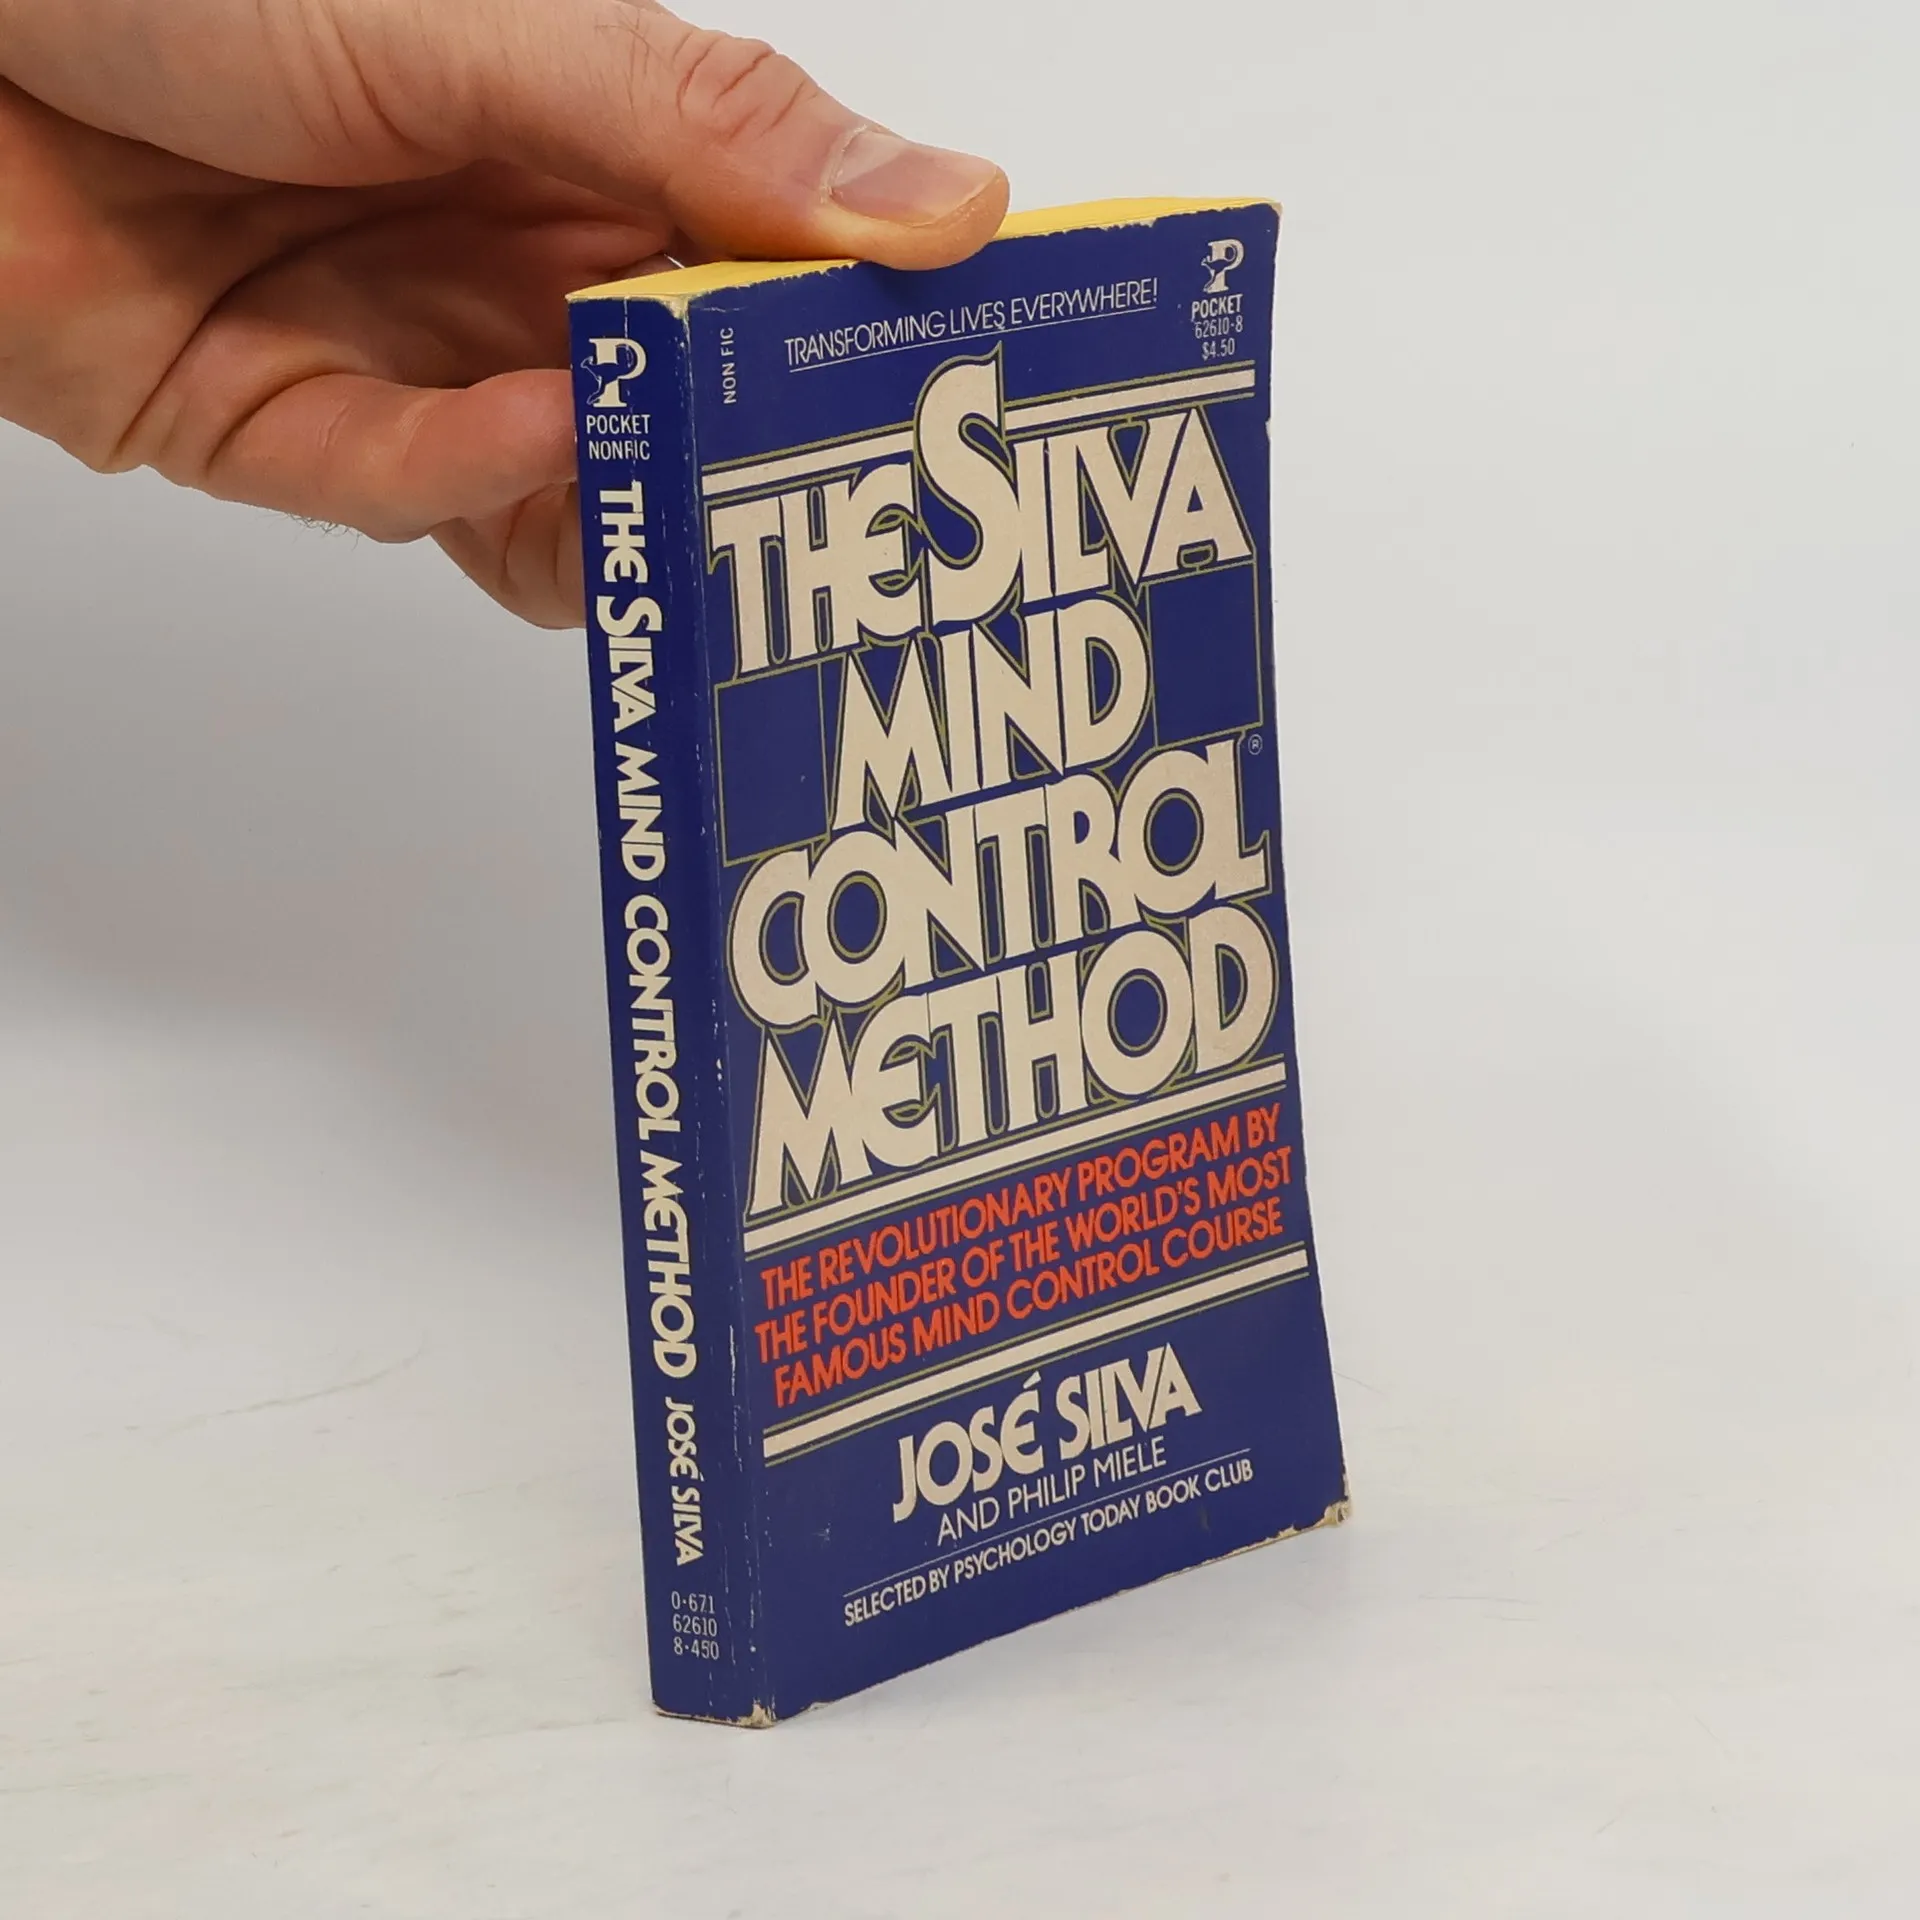 POCKET
NONFIC
THE SILVA MIND CONTROL METHOD JOSÉ SILVA
0-671
62610
8-450
NON FIC
TRANSFORMING LIVES EVERYWHERE!
P
POCKET
62610-8
$4.50
THE SILVA
MIND
CONTROL®
METHOD
THE REVOLUTIONARY PROGRAM BY
THE FOUNDER OF THE WORLD'S MOST
FAMOUS MIND CONTROL COURSE
JOSÉ SILVA
AND PHILIP MIELE
SELECTED BY PSYCHOLOGY TODAY BOOK CLUB